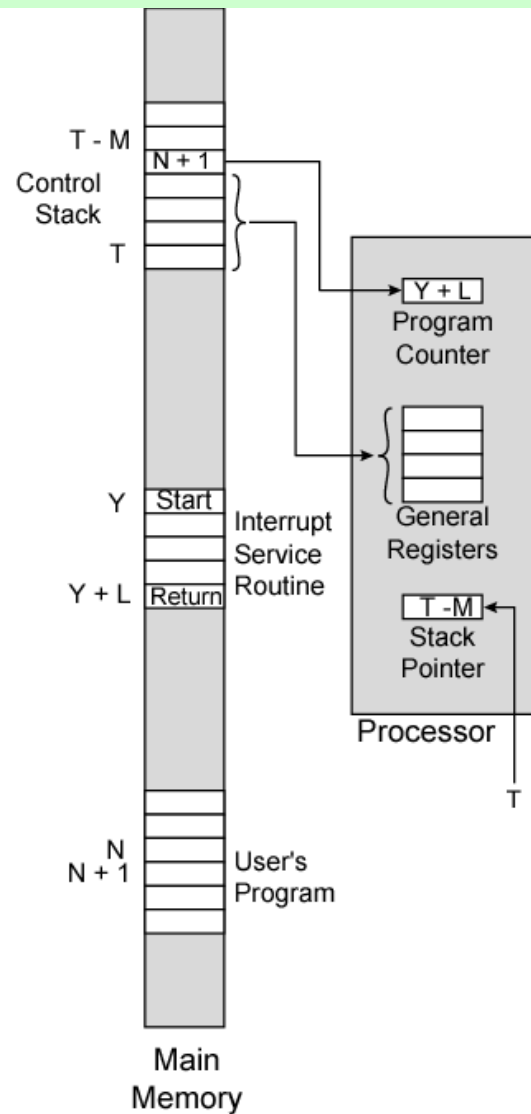 T - M
N + 1
Control
Stack
T
Y + L
Program
Counter
Y
Start
Interrupt
Service
Routine
General
Registers
Y + L
Return
T -M
Stack
Pointer
Processor
T
N
N + 1
User's
Program
Main
Memory